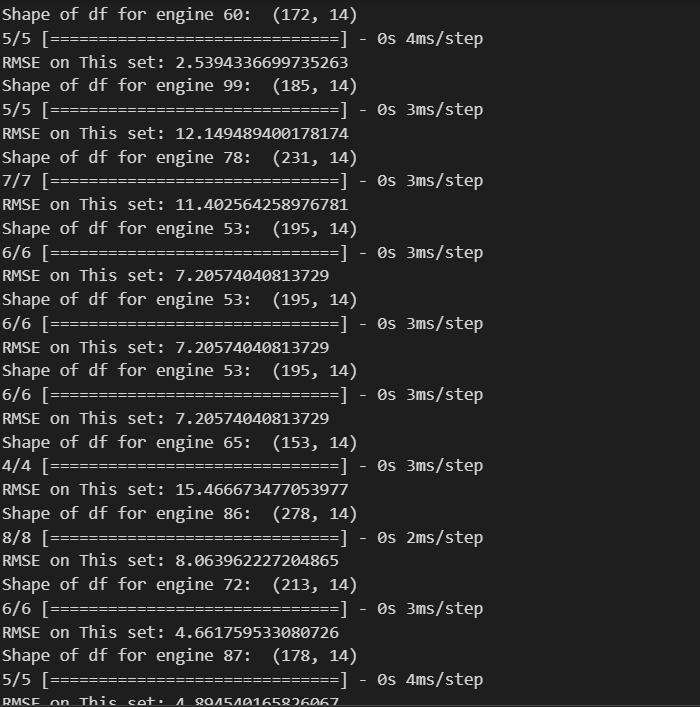 Shape of df for engine 60:  (172, 14)
5/5 [==============================] - 0s 4ms/step
RMSE on This set: 2.5394336699735263
Shape of df for engine 99:  (185, 14)
5/5 [==============================] - 0s 3ms/step
RMSE on This set: 12.149489400178174
Shape of df for engine 78:  (231, 14)
7/7 [==============================] - 0s 3ms/step
RMSE on This set: 11.402564258976781
Shape of df for engine 53:  (195, 14)
6/6 [==============================] - 0s 3ms/step
RMSE on This set: 7.20574040813729
Shape of df for engine 53:  (195, 14)
6/6 [==============================] - 0s 3ms/step
RMSE on This set: 7.20574040813729
Shape of df for engine 53:  (195, 14)
6/6 [==============================] - 0s 3ms/step
RMSE on This set: 7.20574040813729
Shape of df for engine 65:  (153, 14)
4/4 [==============================] - 0s 3ms/step
RMSE on This set: 15.466673477053977
Shape of df for engine 86:  (278, 14)
8/8 [==============================] - 0s 2ms/step
RMSE on This set: 8.063962227204865
Shape of df for engine 72:  (213, 14)
6/6 [==============================] - 0s 3ms/step
RMSE on This set: 4.661759533080726
Shape of df for engine 87:  (178, 14)
5/5 [==============================] - 0s 4ms/step
RMSE on This set: 4.894540165826067